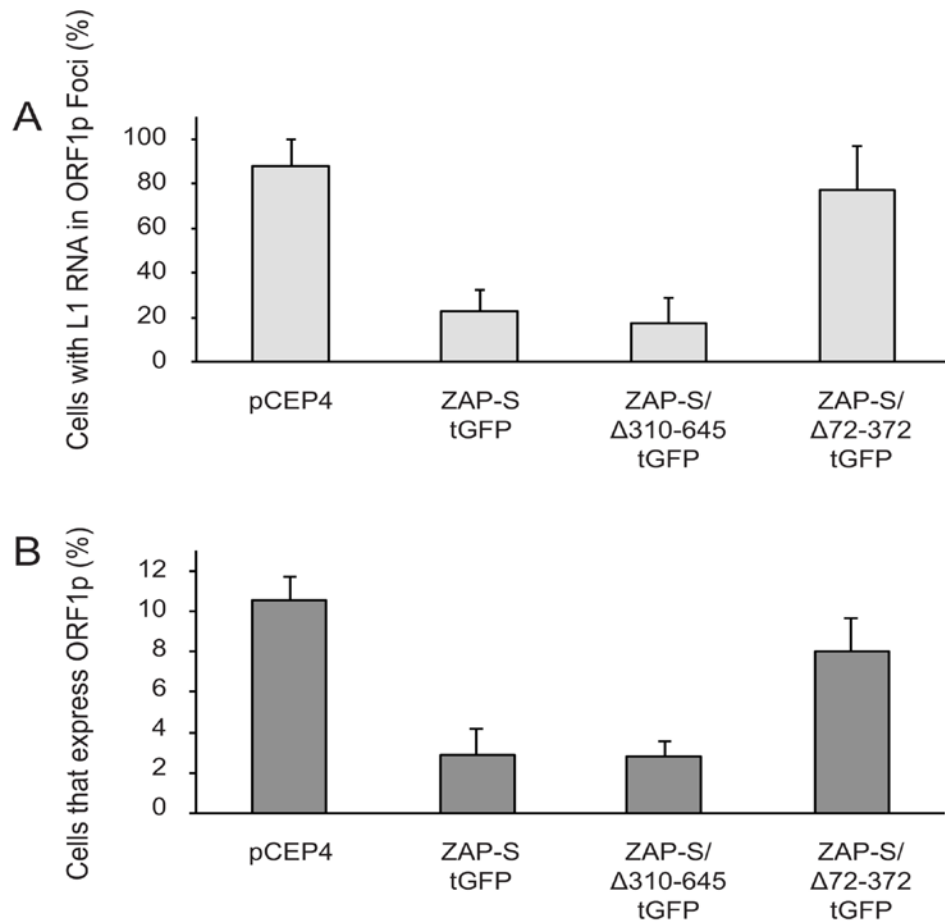 A
Cells with L1 RNA in ORF1p Foci (%)
100
80
60
40
20
0
pCEP4
ZAP-S
tGFP
ZAP-S/
Δ310-645
tGFP
ZAP-S/
Δ72-372
tGFP
B
Cells that express ORF1p (%)
12
10
8
6
4
2
0
pCEP4
ZAP-S
tGFP
ZAP-S/
Δ310-645
tGFP
ZAP-S/
Δ72-372
tGFP